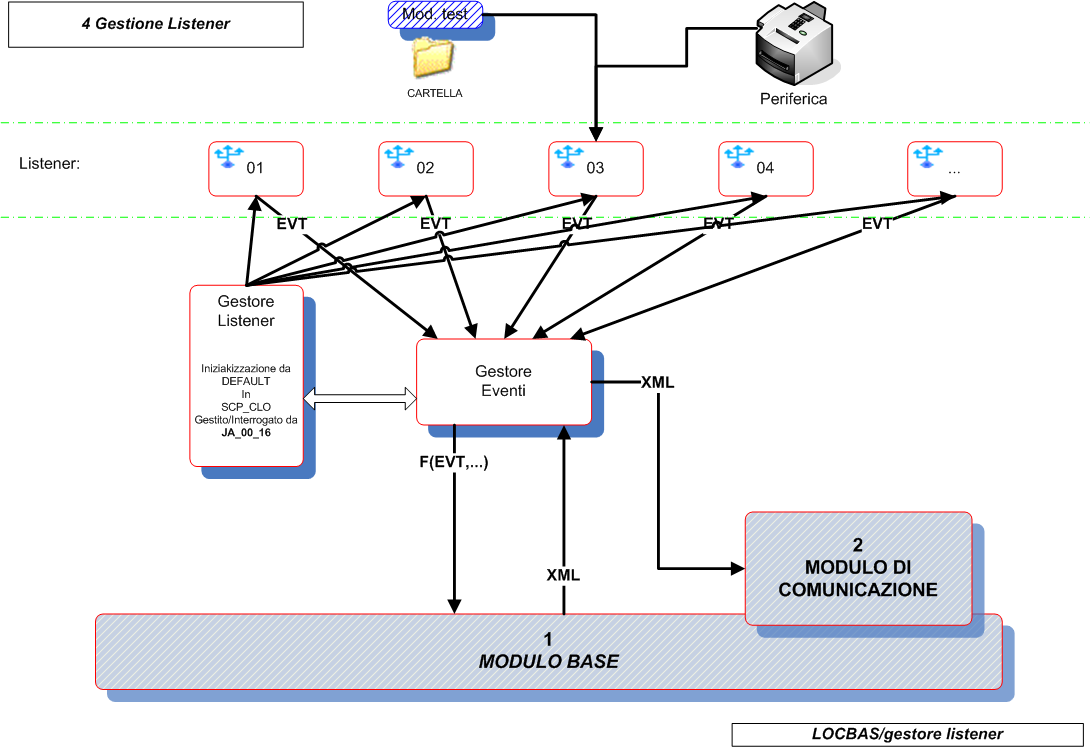 4 Gestione Listener
Mod. test
CARTELLA
Periferica
Listener:
01
02
03
04
...
EVT
EVT
EVT
EVT
EVT
Gestore
Listener
Iniziakizzazione da
DEFAULT
In
SCP_CLO
Gestito/Interrogato da
JA_00_16
Gestore
Eventi
XML
F(EVT,...)
XML
2
MODULO DI
COMUNICAZIONE
1
MODULO BASE
LOCBAS/gestore listener